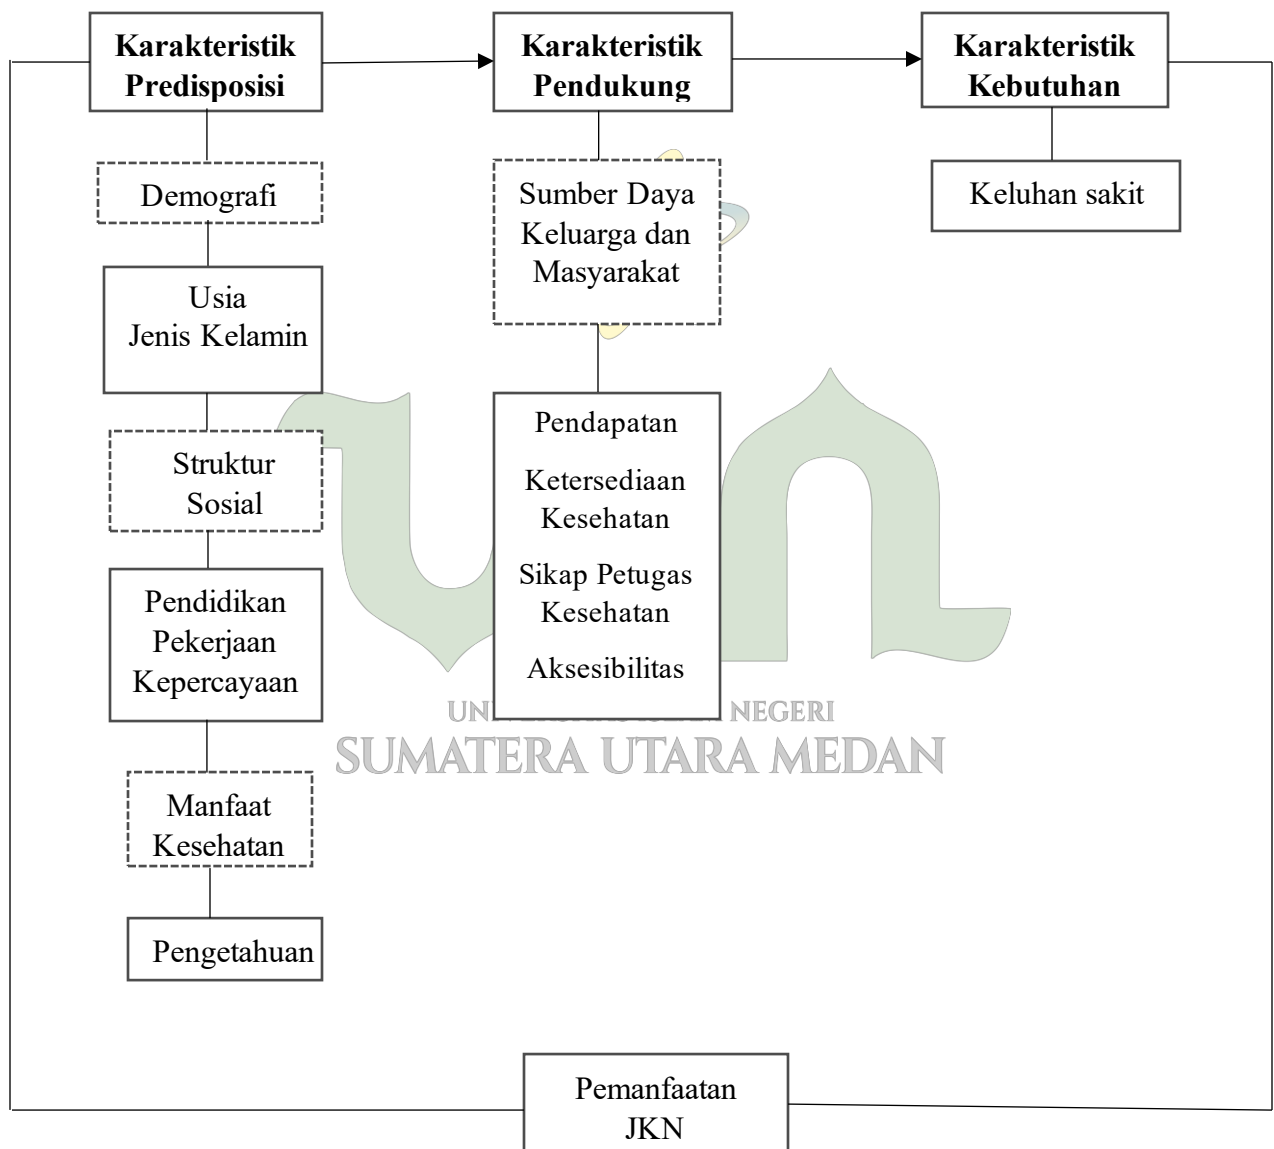 Karakteristik
Predisposisi
Demografi
Usia
Jenis Kelamin
Struktur
Sosial
Pendidikan
Pekerjaan
Kepercayaan
Manfaat
Kesehatan
Pengetahuan
Karakteristik
Pendukung
Sumber Daya
Keluarga dan
Masyarakat
Pendapatan
Ketersediaan
Kesehatan
Sikap Petugas
Kesehatan
Aksesibilitas
Karakteristik
Kebutuhan
Keluhan sakit
NEGERI
SUMATERA UTARA MEDAN
Pemanfaatan
JKN